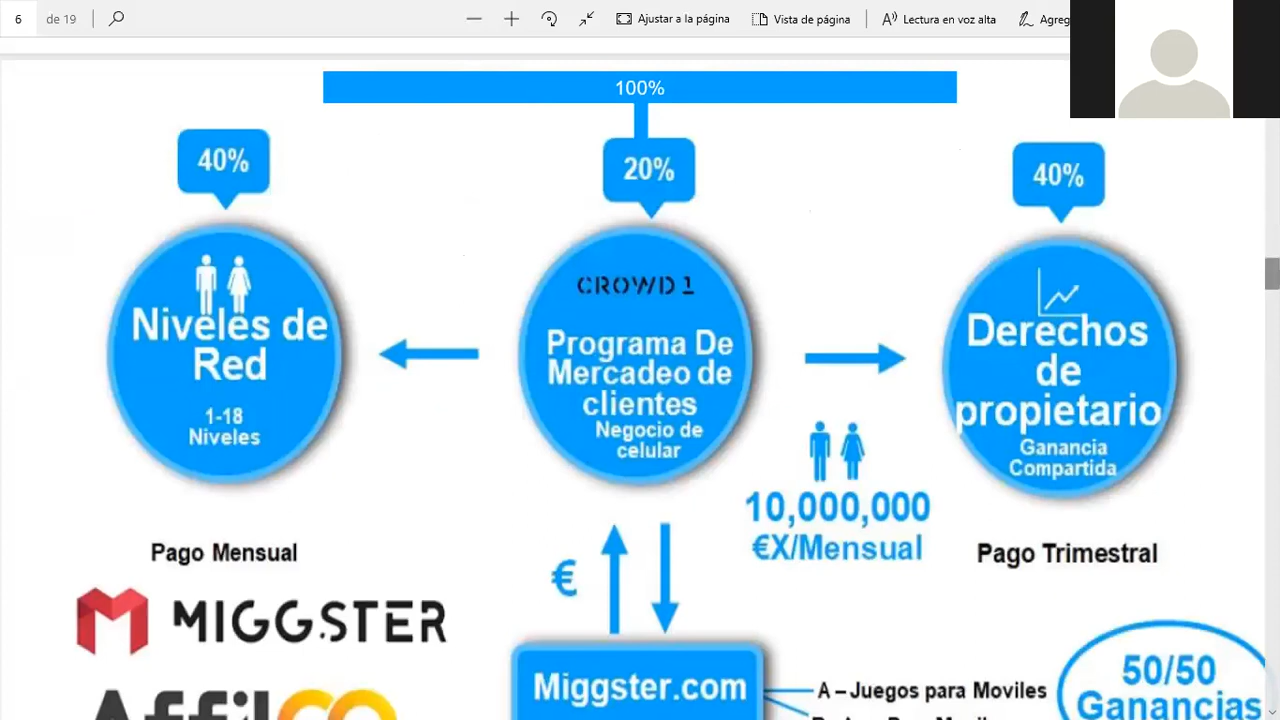 6 de 19
Ajustar a la página
Vista de página
Lectura en voz alta
100%
40%
20%
40%
Niveles de
Red
1-18
Niveles
CROWD 1
Programa De
Mercadeo de
clientes
Negocio de
celular
Derechos
de
propietario
Ganancia
Compartida
10,000,000
€X/Mensual
Pago Mensual
€
Pago Trimestral
MIGGSTER
Miggster.com
A – Juegos para Moviles
50/50
Ganancias